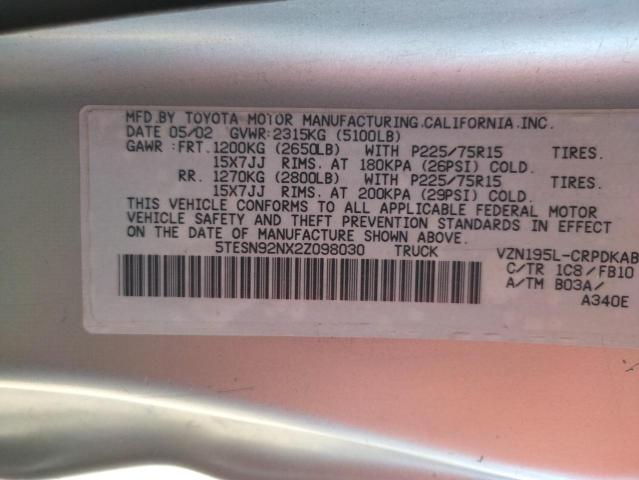 MFD.BY TOYOTA MOTOR MANUFACTURING.CALIFORNIA.INC.
DATE 05/02 GVWR:2315KG (5100LB)
GAWR:FRT.1200KG (2650LB) WITH P225/75R15 TIRES.
15X7JJ RIMS. AT 180KPA (26PSI) COLD.
RR. 1270KG (2800LB) WITH P225/75R15 TIRES.
15X7JJ RIMS. AT 200KPA (29PSI) COLD.
THIS VEHICLE CONFORMS TO ALL APPLICABLE FEDERAL MOTOR
VEHICLE SAFETY AND THEFT PREVENTION STANDARDS IN EFFECT
ON THE DATE OF MANUFACTURE SHOWN ABOVE.
5TESN92NX2Z098030 TRUCK VZN195L-CRPDKAB
C/TR 1C8/FB10
A/TM B03A/
A340E